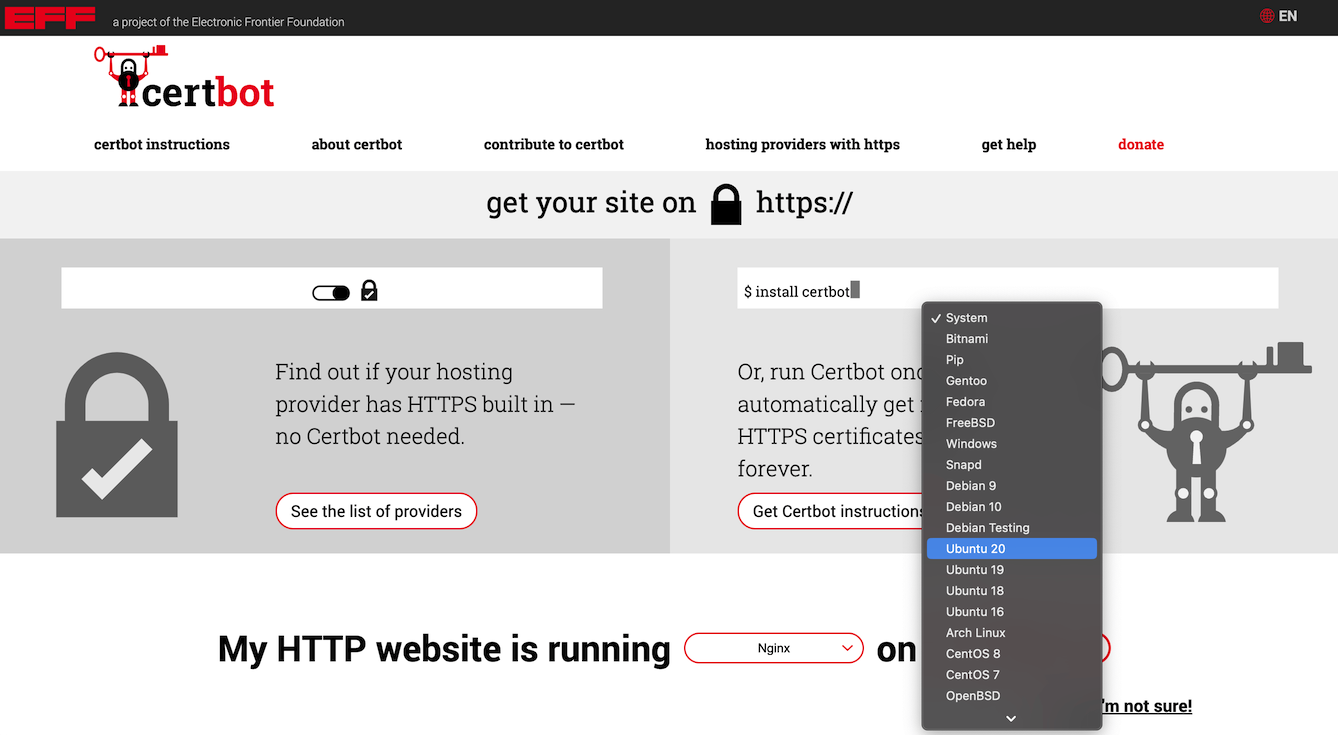 EFF a project of the Electronic Frontier Foundation EN
certbot
certbot instructions about certbot contribute to certbot hosting providers with https get help donate
get your site on https://
$ install certbot
Find out if your hosting
provider has HTTPS built in —
no Certbot needed.
See the list of providers
Or, run Certbot onc
automatically get
HTTPS certificates
forever.
Get Certbot instructions
System
Bitnami
Pip
Gentoo
Fedora
FreeBSD
Windows
Snapd
Debian 9
Debian 10
Debian Testing
Ubuntu 20
Ubuntu 19
Ubuntu 18
Ubuntu 16
Arch Linux
CentOS 8
CentOS 7
OpenBSD
My HTTP website is running Nginx on
'm not sure!